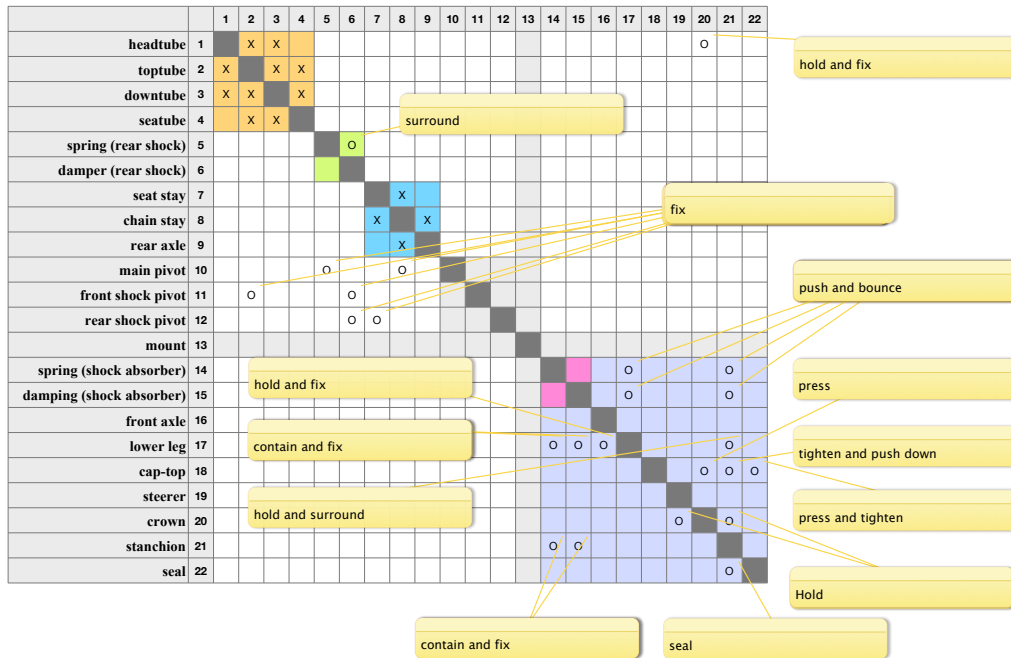 1 2 3 4 5 6 7 8 9 10 11 12 13 14 15 16 17 18 19 20 21 22
headtube 1 X X O
hold and fix
toptube 2 X X X
downtube 3 X X X
seatube 4 X X
surround
spring (rear shock) 5 O
damper (rear shock) 6
seat stay 7 X
fix
chain stay 8 X X
rear axle 9 X
main pivot 10 O O
front shock pivot 11 O O
push and bounce
rear shock pivot 12 O O
mount 13
spring (shock absorber) 14 O O
hold and fix
press
damping (shock absorber) 15 O O
front axle 16
lower leg 17 O O O O
contain and fix
tighten and push down
cap-top 18 O O O
steerer 19
hold and surround
press and tighten
crown 20 O O
stanchion 21 O O
seal 22 O
Hold
contain and fix
seal